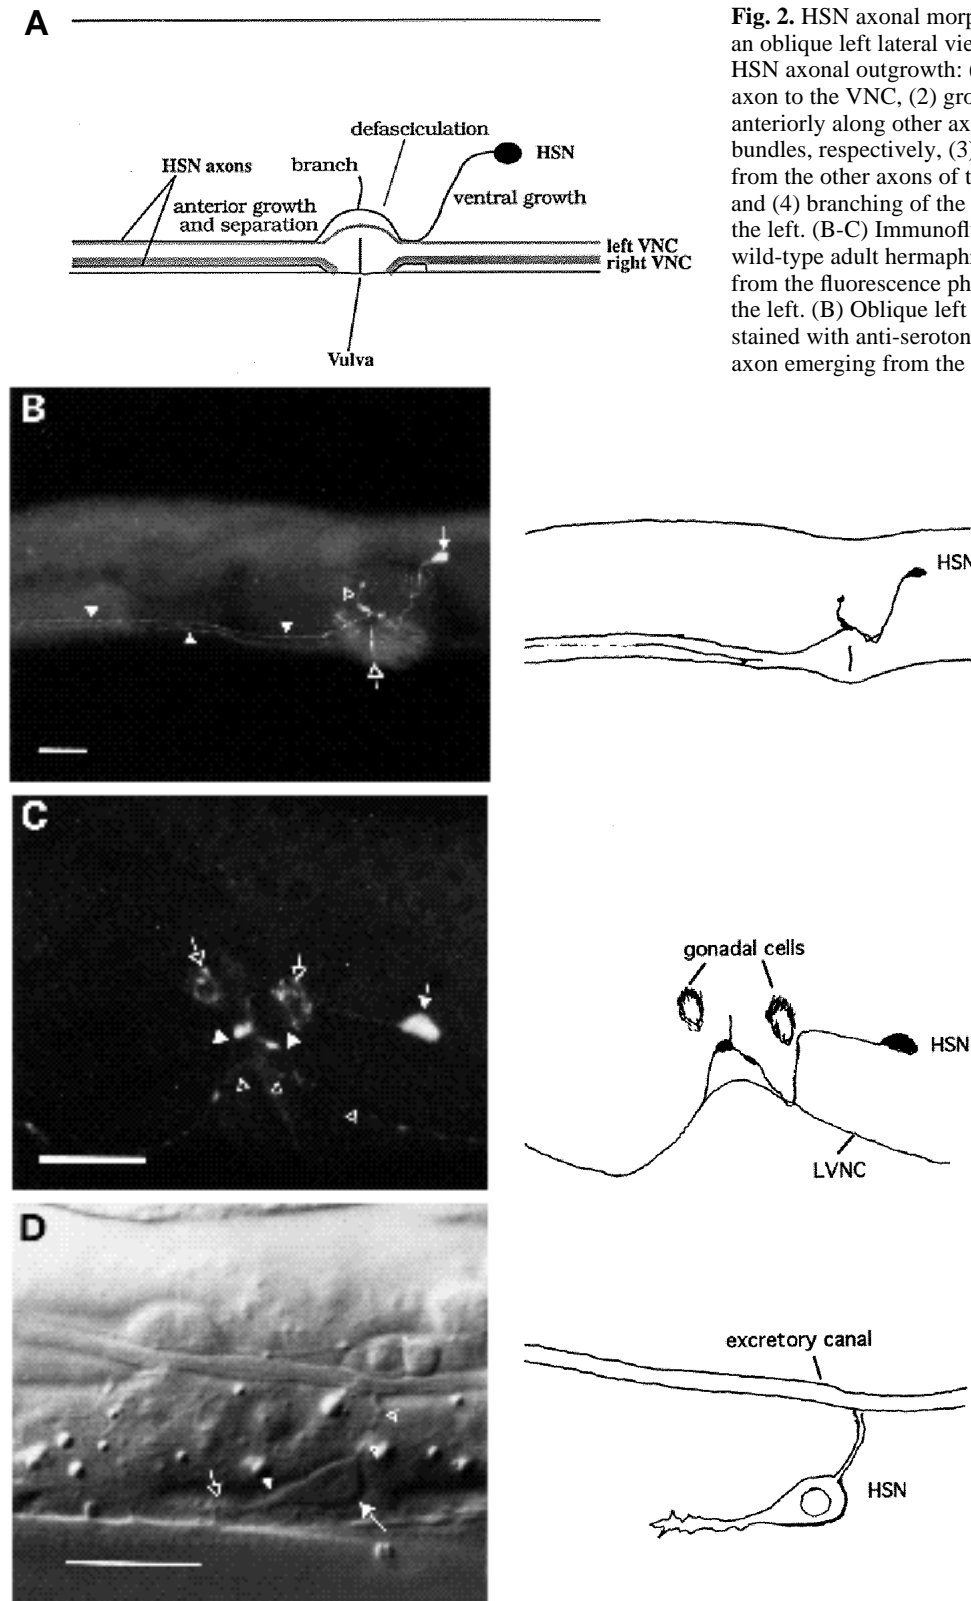 A
Fig. 2. HSN axonal morp
an oblique left lateral vie
HSN axonal outgrowth: (
axon to the VNC, (2) gro
anteriorly along other ax
bundles, respectively, (3)
from the other axons of t
and (4) branching of the
the left. (B-C) Immunofl
wild-type adult hermaphr
from the fluorescence ph
the left. (B) Oblique left
stained with anti-seroton
axon emerging from the
defasciculation
HSN
branch
HSN axons
ventral growth
anterior growth
and separation
left VNC
right VNC
Vulva
B
HSN
C
gonadal cells
HSN
LVNC
D
excretory canal
HSN